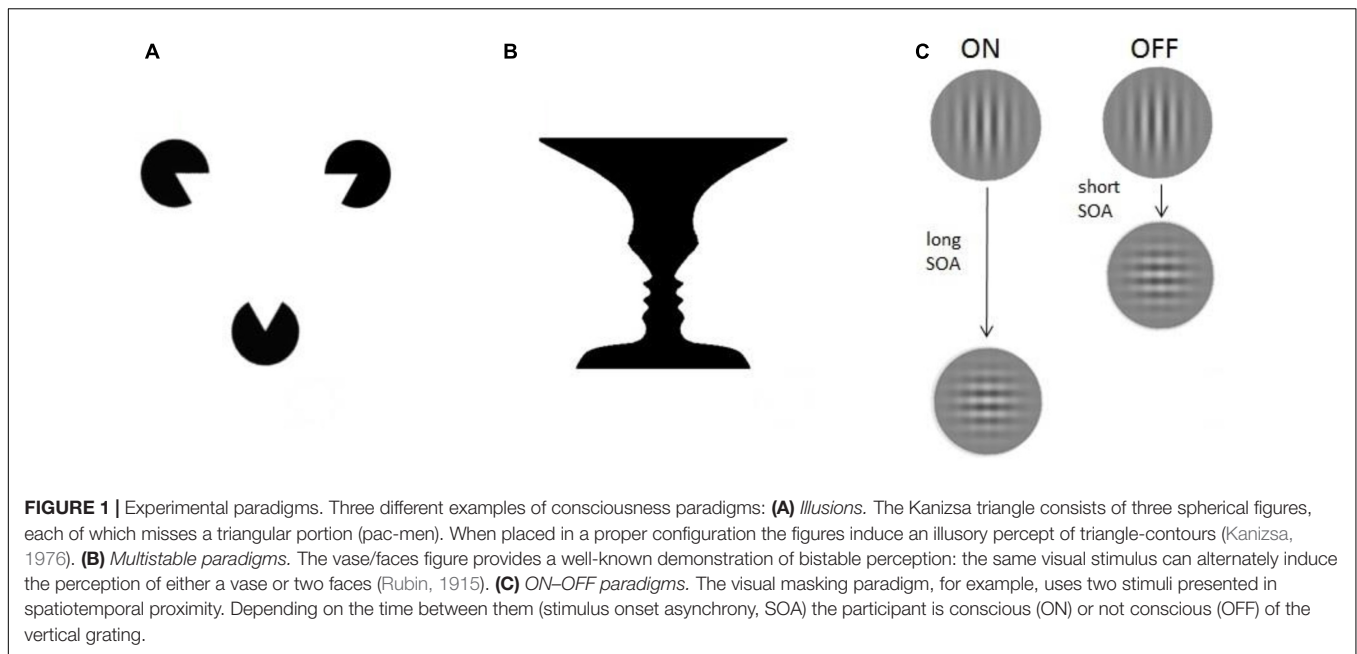 A
B
C
ON
OFF
short
SOA
long
SOA
FIGURE 1 | Experimental paradigms. Three different examples of consciousness paradigms: (A) Illusions. The Kanizsa triangle consists of three spherical figures,
each of which misses a triangular portion (pac-men). When placed in a proper configuration the figures induce an illusory percept of triangle-contours (Kanizsa,
1976). (B) Multistable paradigms. The vase/faces figure provides a well-known demonstration of bistable perception: the same visual stimulus can alternately induce
the perception of either a vase or two faces (Rubin, 1915). (C) ON–OFF paradigms. The visual masking paradigm, for example, uses two stimuli presented in
spatiotemporal proximity. Depending on the time between them (stimulus onset asynchrony, SOA) the participant is conscious (ON) or not conscious (OFF) of the
vertical grating.